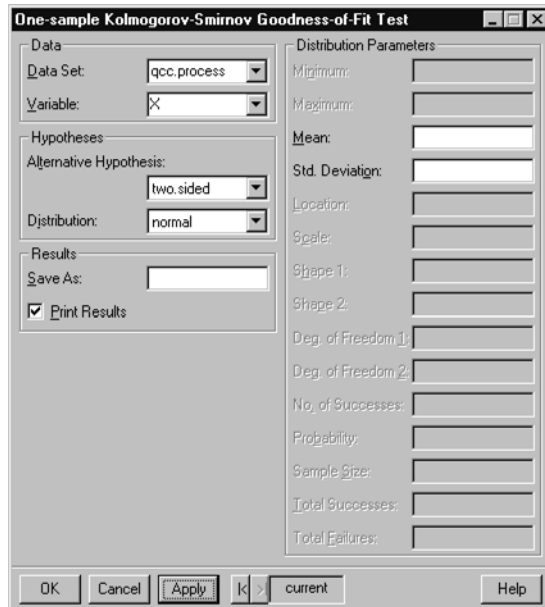 One-sample Kolmogorov-Smirnov Goodness-of-Fit Test
Data
Data Set: qcc.process
Variable: X
Hypotheses
Alternative Hypothesis:
two.sided
Distribution: normal
Results
Save As:
Print Results
Distribution Parameters
Minimum:
Maximum:
Mean:
Std. Deviation:
Location:
Scale:
Shape 1:
Shape 2:
Deg. of Freedom 1:
Deg. of Freedom 2:
No. of Successes:
Probability:
Sample Size:
Total Successes:
Total Failures:
OK Cancel Apply current Help